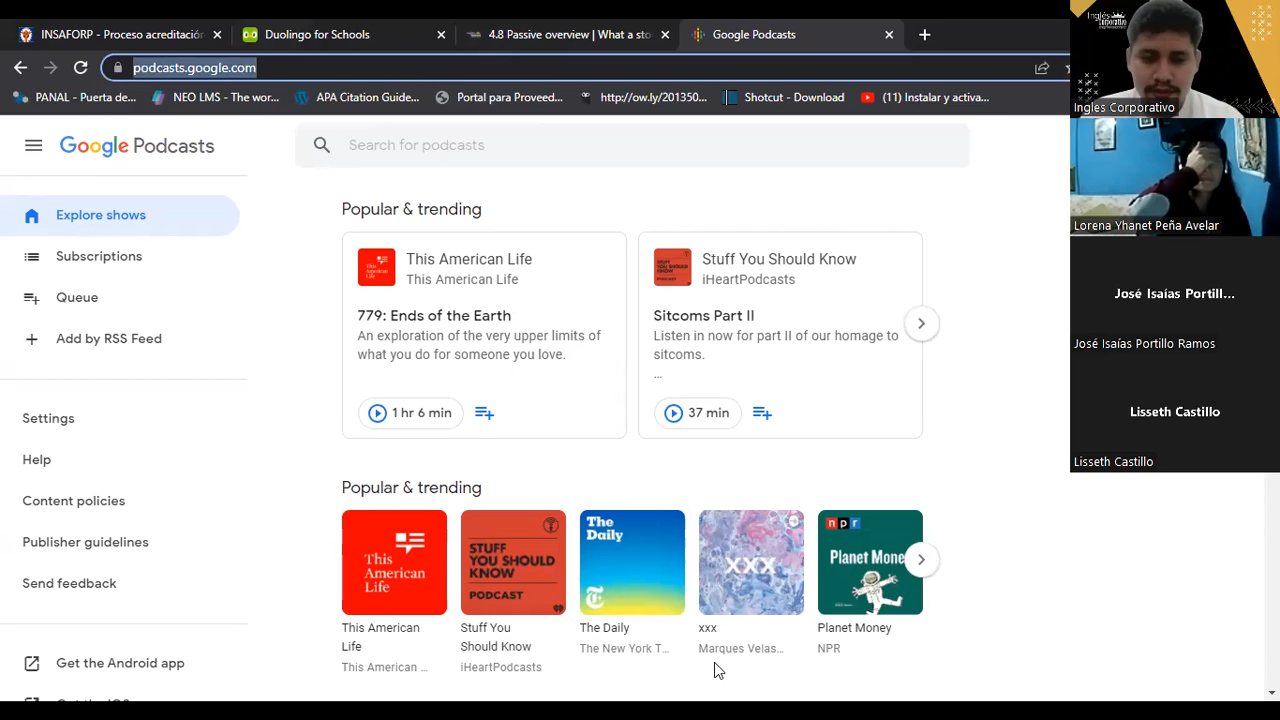 INSAFORP - Proceso acreditación
Duolingo for Schools
4.8 Passive overview | What a sto
Google Podcasts
podcasts.google.com
PANAL - Puerta de...
NEO LMS - The wor...
APA Citation Guide...
Portal para Proveed...
http://ow.ly/201350...
Shotcut - Download
(11) Instalar y activa...
Google Podcasts
Search for podcasts
Explore shows
Subscriptions
Queue
Add by RSS Feed
Settings
Help
Content policies
Publisher guidelines
Send feedback
Get the Android app
Popular & trending
This American Life
This American Life
779: Ends of the Earth
An exploration of the very upper limits of
what you do for someone you love.
1 hr 6 min
Stuff You Should Know
iHeartPodcasts
Sitcoms Part II
Listen in now for part II of our homage to
sitcoms.
...
37 min
Popular & trending
This
American
Life
This American
Life
This American ...
STUFF
YOU SHOULD
KNOW
PODCAST
Stuff You
Should Know
iHeartPodcasts
The
Daily
The Daily
The New York T...
XXX
xxx
Marques Velas...
npr
Planet Mone
Planet Money
NPR
Inglés
Corporativo
Ingles Corporativo
Lorena Yhanet Peña Avelar
José Isaías Portill...
José Isaías Portillo Ramos
Lisseth Castillo
Lisseth Castillo